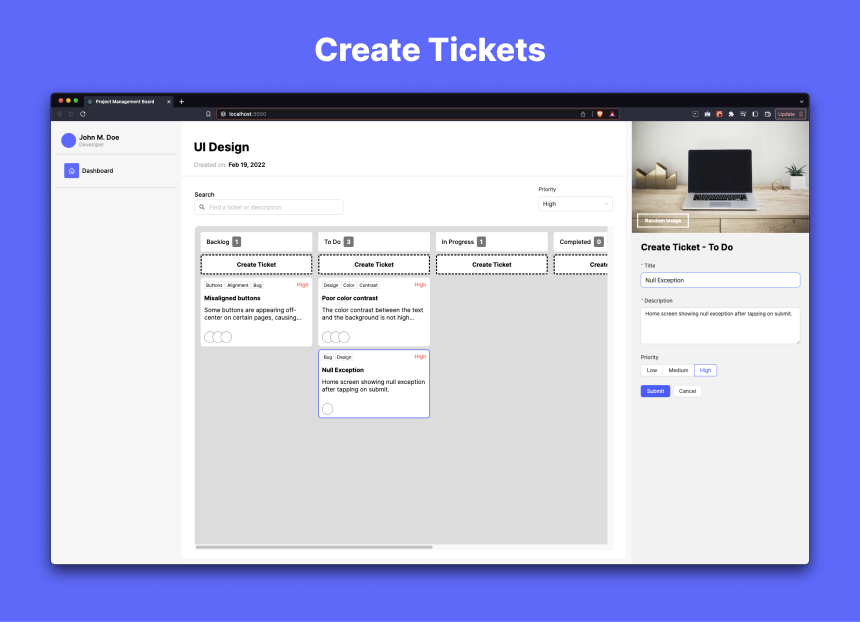 Create Tickets
Project Management Board
localhost:3000
Update
John M. Doe
Developer
Dashboard
UI Design
Created on: Feb 19, 2022
Search
Find a ticket or description
Priority
High
Backlog 1
Create Ticket
Buttons Alignment Bug High
Misaligned buttons
Some buttons are appearing off-
center on certain pages, causing...
To Do 3
Create Ticket
Design Color Contrast High
Poor color contrast
The color contrast between the text
and the background is not high...
Bug Design High
Null Exception
Home screen showing null exception
after tapping on submit.
In Progress 1
Create Ticket
Completed 0
Create
Random Image
Create Ticket - To Do
* Title
Null Exception
* Description
Home screen showing null exception after tapping on submit.
Priority
Low Medium High
Submit Cancel